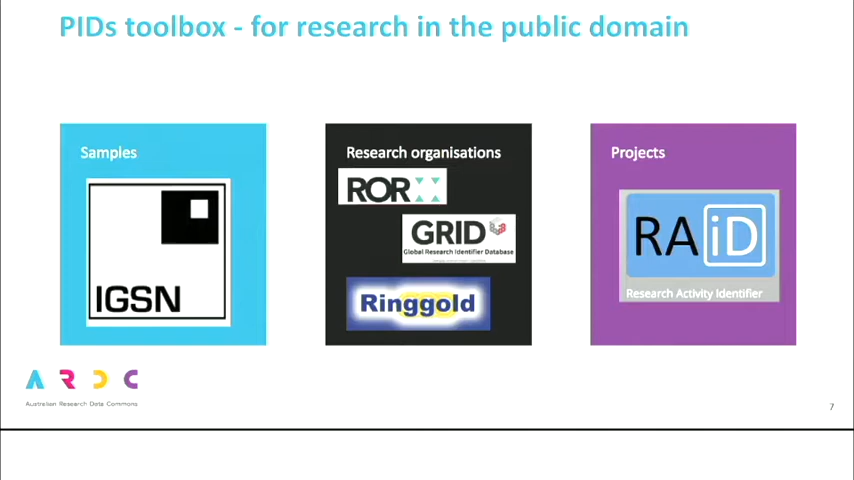 PIDs toolbox - for research in the public domain
Samples
IGSN
Research organisations
ROR
GRID
Global Research Identifier Database
Ringgold
Projects
RAiD
Research Activity Identifier
ARDC
Australian Research Data Commons
7